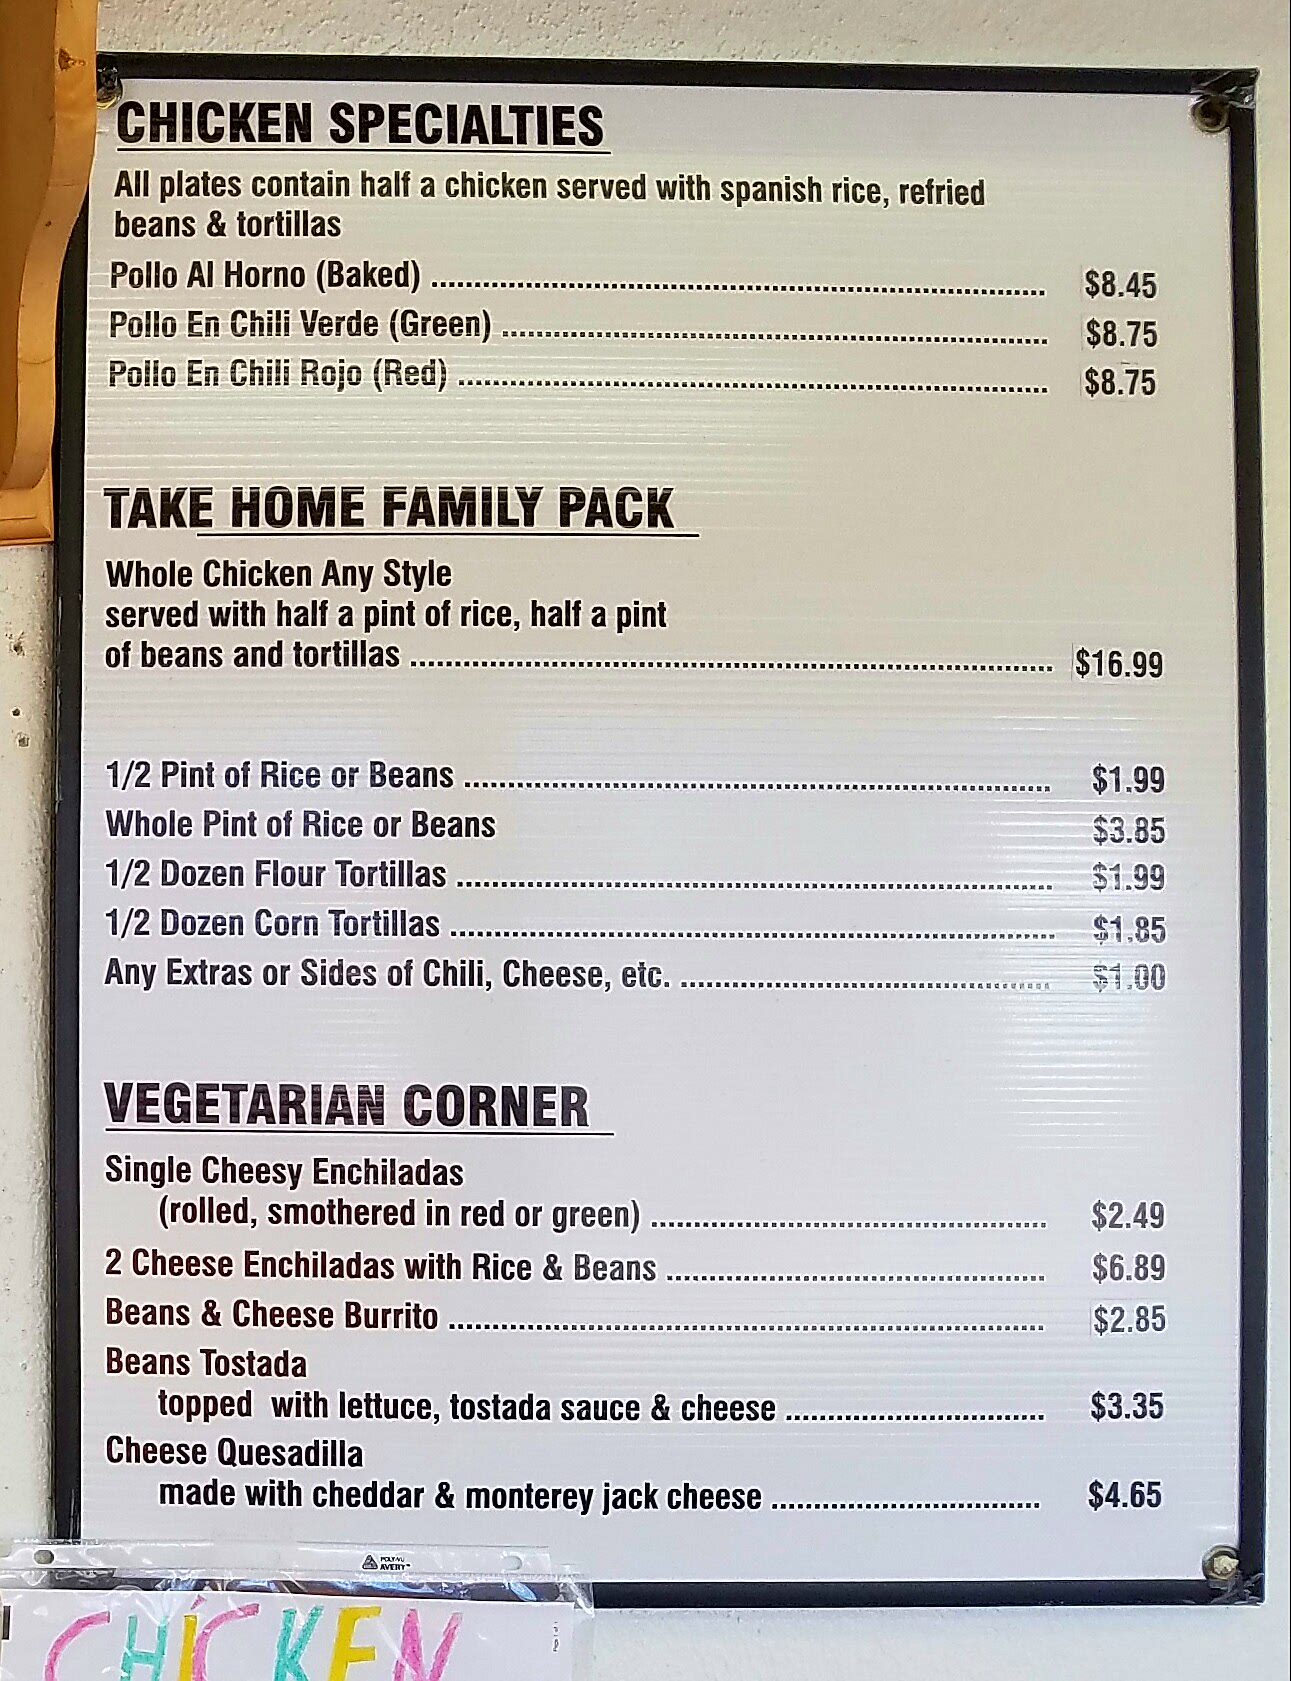 CHICKEN SPECIALTIES
All plates contain half a chicken served with spanish rice, refried
beans & tortillas
Pollo Al Horno (Baked) ........................ $8.45
Pollo En Chili Verde (Green) ........................ $8.75
Pollo En Chili Rojo (Red) ........................ $8.75
TAKE HOME FAMILY PACK
Whole Chicken Any Style
served with half a pint of rice, half a pint
of beans and tortillas ........................ $16.99
1/2 Pint of Rice or Beans ........................ $1.99
Whole Pint of Rice or Beans $3.85
1/2 Dozen Flour Tortillas ........................ $1.99
1/2 Dozen Corn Tortillas ........................ $1.85
Any Extras or Sides of Chili, Cheese, etc. ........................ $1.00
VEGETARIAN CORNER
Single Cheesy Enchiladas
(rolled, smothered in red or green) ........................ $2.49
2 Cheese Enchiladas with Rice & Beans ........................ $6.89
Beans & Cheese Burrito ........................ $2.85
Beans Tostada
topped with lettuce, tostada sauce & cheese ........................ $3.35
Cheese Quesadilla
made with cheddar & monterey jack cheese ........................ $4.65
POLY-VU
AVERY™
CHICKEN